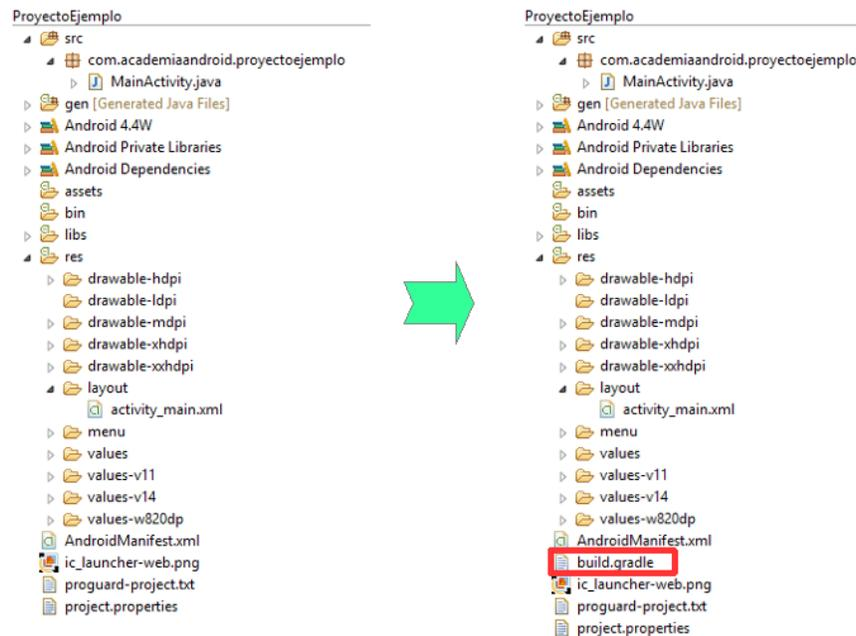 ProyectoEjemplo
src
com.academiaandroid.proyectoejemplo
MainActivity.java
gen [Generated Java Files]
Android 4.4W
Android Private Libraries
Android Dependencies
assets
bin
libs
res
drawable-hdpi
drawable-ldpi
drawable-mdpi
drawable-xhdpi
drawable-xxhdpi
layout
activity_main.xml
menu
values
values-v11
values-v14
values-w820dp
AndroidManifest.xml
ic_launcher-web.png
proguard-project.txt
project.properties
ProyectoEjemplo
src
com.academiaandroid.proyectoejemplo
MainActivity.java
gen [Generated Java Files]
Android 4.4W
Android Private Libraries
Android Dependencies
assets
bin
libs
res
drawable-hdpi
drawable-ldpi
drawable-mdpi
drawable-xhdpi
drawable-xxhdpi
layout
activity_main.xml
menu
values
values-v11
values-v14
values-w820dp
AndroidManifest.xml
build.gradle
ic_launcher-web.png
proguard-project.txt
project.properties